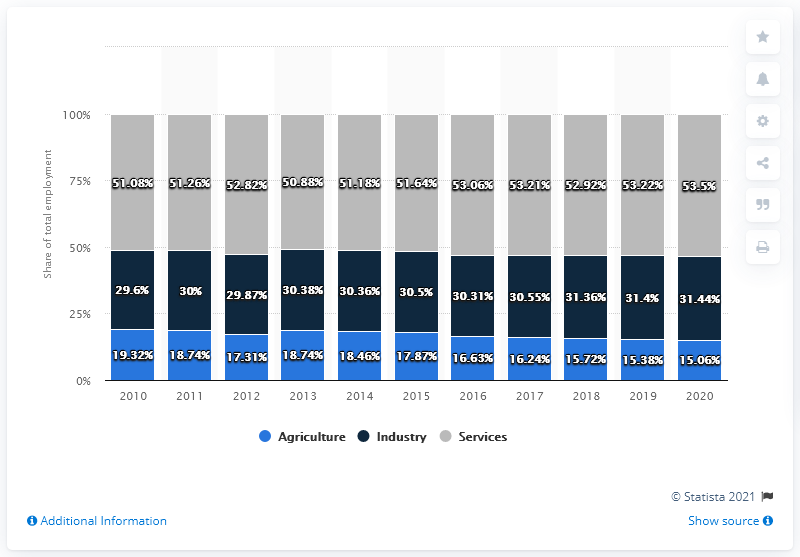 Share of total employment
100%
75%
50%
25%
0%
51.08% 51.26% 52.82% 50.88% 51.18% 51.64% 53.06% 53.21% 52.92% 53.22% 53.5%
29.6% 30% 29.87% 30.38% 30.36% 30.5% 30.31% 30.55% 31.36% 31.4% 31.44%
19.32% 18.74% 17.31% 18.74% 18.46% 17.87% 16.63% 16.24% 15.72% 15.38% 15.06%
2010 2011 2012 2013 2014 2015 2016 2017 2018 2019 2020
Agriculture Industry Services
© Statista 2021
Additional Information Show source